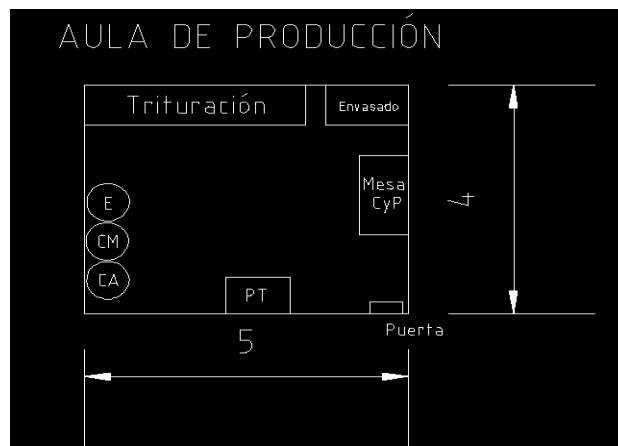 AULA DE PRODUCCIÓN
Trituración
Envasado
Mesa
CyP
E
CM
CA
4
PT
Puerta
5